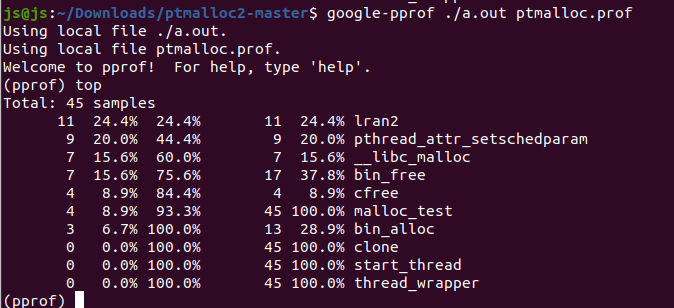 js@js:~/Downloads/ptmalloc2-master$ google-pprof ./a.out ptmalloc.prof
Using local file ./a.out.
Using local file ptmalloc.prof.
Welcome to pprof!  For help, type 'help'.
(pprof) top
Total: 45 samples
      11  24.4%  24.4%       11  24.4% lran2
       9  20.0%  44.4%        9  20.0% pthread_attr_setschedparam
       7  15.6%  60.0%        7  15.6% __libc_malloc
       7  15.6%  75.6%       17  37.8% bin_free
       4   8.9%  84.4%        4   8.9% cfree
       4   8.9%  93.3%       45 100.0% malloc_test
       3   6.7% 100.0%       13  28.9% bin_alloc
       0   0.0% 100.0%       45 100.0% clone
       0   0.0% 100.0%       45 100.0% start_thread
       0   0.0% 100.0%       45 100.0% thread_wrapper
(pprof)